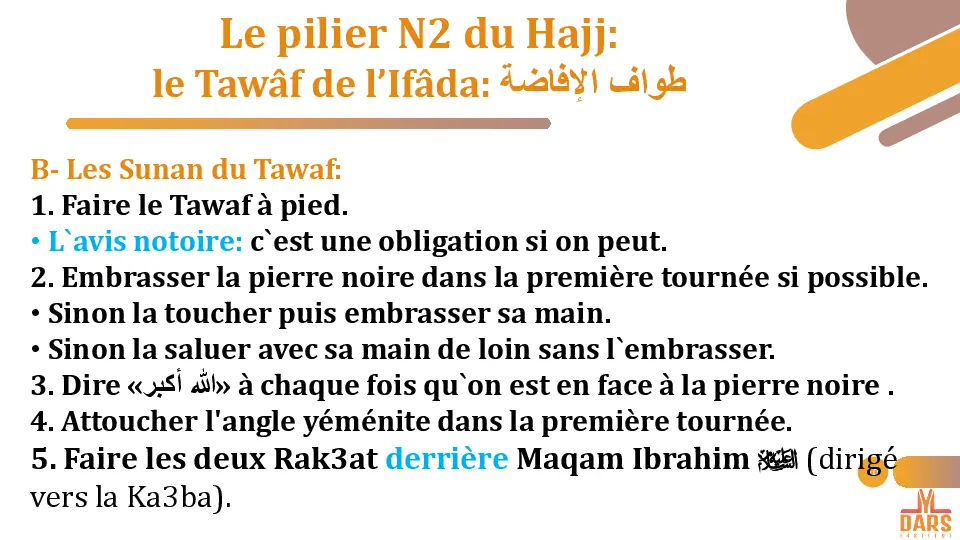 Le pilier N2 du Hajj:
le Tawâf de l’Ifâda: طواف الإفاضة
B- Les Sunan du Tawaf:
1. Faire le Tawaf à pied.
• L`avis notoire: c`est une obligation si on peut.
2. Embrasser la pierre noire dans la première tournée si possible.
• Sinon la toucher puis embrasser sa main.
• Sinon la saluer avec sa main de loin sans l`embrasser.
3. Dire «الله أكبر» à chaque fois qu`on est en face à la pierre noire .
4. Attoucher l'angle yéménite dans la première tournée.
5. Faire les deux Rak3at derrière Maqam Ibrahim (dirigé
vers la Ka3ba).
DARS
INSTITUT